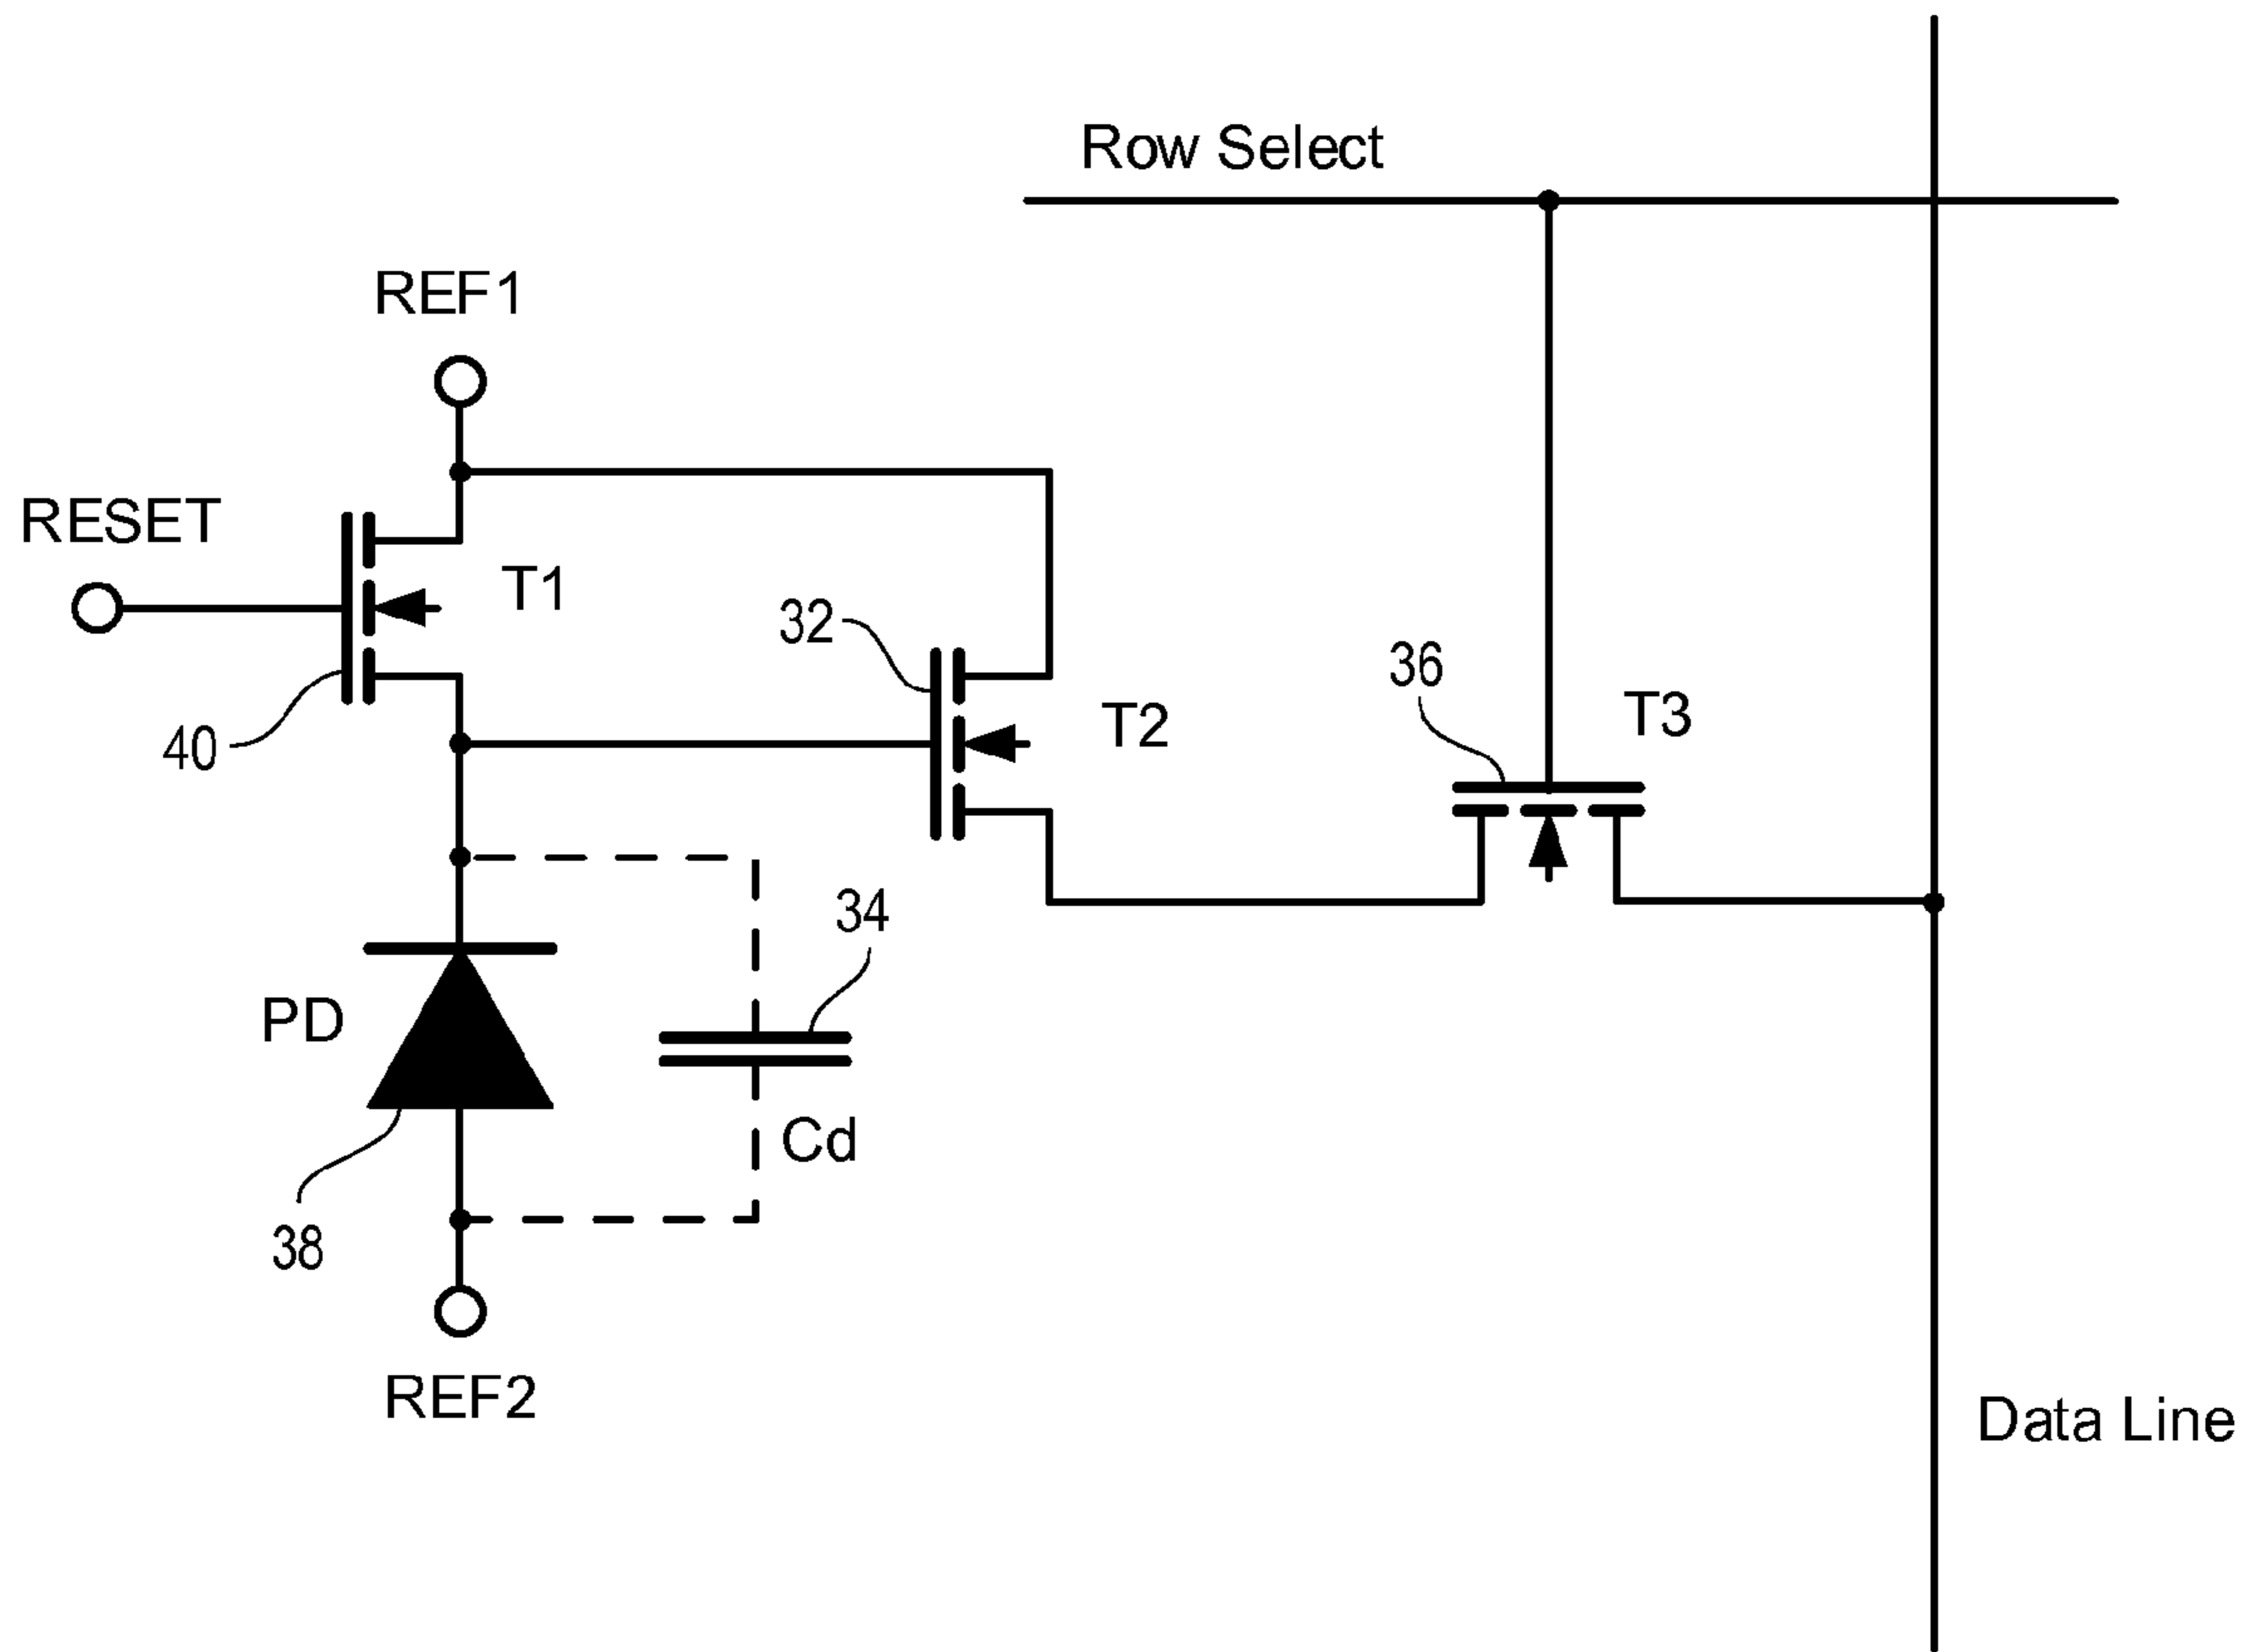 Row Select
REF1
RESET
T1
32
36
T3
T2
40
34
PD
Cd
38
REF2
Data Line